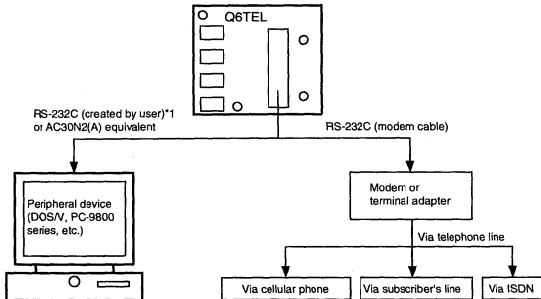 Q6TEL
RS-232C (created by user)*1
or AC30N2(A) equivalent
RS-232C (modem cable)
Peripheral device
(DOS/V, PC-9800
series, etc.)
Modem or
terminal adapter
Via telephone line
Via cellular phone
Via subscriber's line
Via ISDN